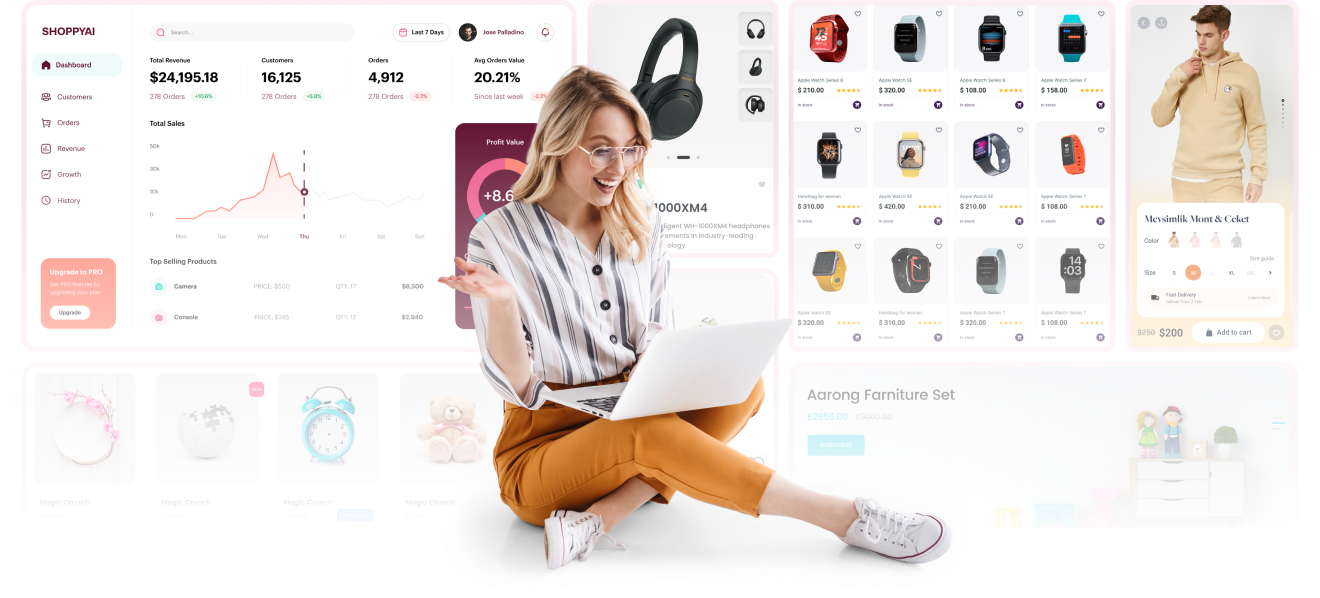 SHOPPYAI
Search...
Last 7 Days
Jose Palladino
Dashboard
Customers
Orders
Revenue
Growth
History
Upgrade to PRO
Get PRO features by
upgrading your plan
Upgrade
Total Revenue
$24,195.18
278 Orders +10.6%
Customers
16,125
278 Orders +5.8%
Orders
4,912
278 Orders -2.2%
Avg Orders Value
20.21%
Since last week -2.2%
Total Sales
50k
30k
10k
0
Mon Tue Wed Thu Fri Sat Sun
Profit Value
+8.6
Top Selling Products
Camera PRICE: $500 QTY: 17 $8,500
Console PRICE: $245 QTY: 12 $2,940
1000XM4
lligent WH-1000XM4 headphones
ements in industry-leading
ology.
Apple Watch Series 6
$ 210.00
In stock
Apple Watch SE
$ 320.00
In stock
Apple Watch Series 6
$ 108.00
In stock
Apple Watch Series 7
$ 158.00
In stock
Handbag for woman
$ 310.00
In stock
Apple Watch SE
$ 420.00
In stock
Apple Watch SE
$ 210.00
In stock
Apple Watch Series 7
$ 108.00
In stock
Apple watch SE
$ 320.00
In stock
Handbag for woman
$ 310.00
In stock
Apple Watch Series 7
$ 320.00
In stock
14
:03
Apple Watch Series 7
$ 108.00
In stock
Mevsimlik Mont & Ceket
Color
Size guide
Size S M L XL XXL
Fast Delivery
Learn more
$250 $200 Add to cart
Magic Crunch
Magic Crunch
Magic Crunch
Magic Crunch
Aarong Farniture Set
£2856.00 £3000.00
PURCHASE